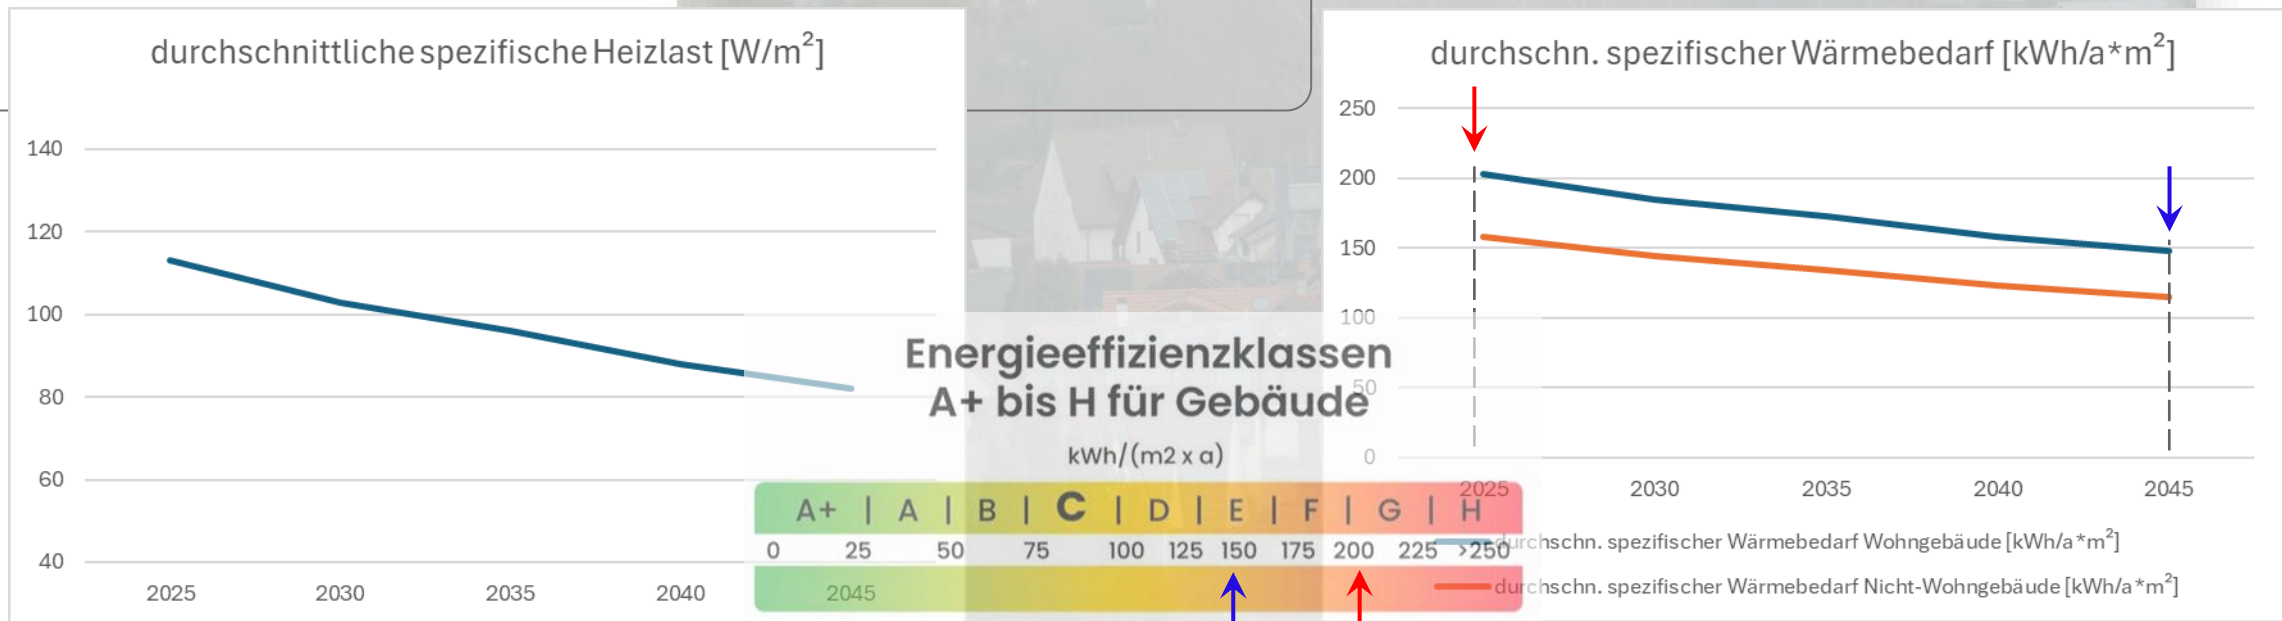 durchschnittliche spezifische Heizlast [W/m²]
140
120
100
80
60
40
2025 2030 2035 2040 2045
durchschn. spezifischer Wärmebedarf [kWh/a*m²]
250
200
150
100
50
0
2025 2030 2035 2040 2045
durchschn. spezifischer Wärmebedarf Wohngebäude [kWh/a*m²]
durchschn. spezifischer Wärmebedarf Nicht-Wohngebäude [kWh/a*m²]
Energieeffizienzklassen
A+ bis H für Gebäude
kWh/(m2 x a)
A+ | A | B | C | D | E | F | G | H
0 25 50 75 100 125 150 175 200 225 >250